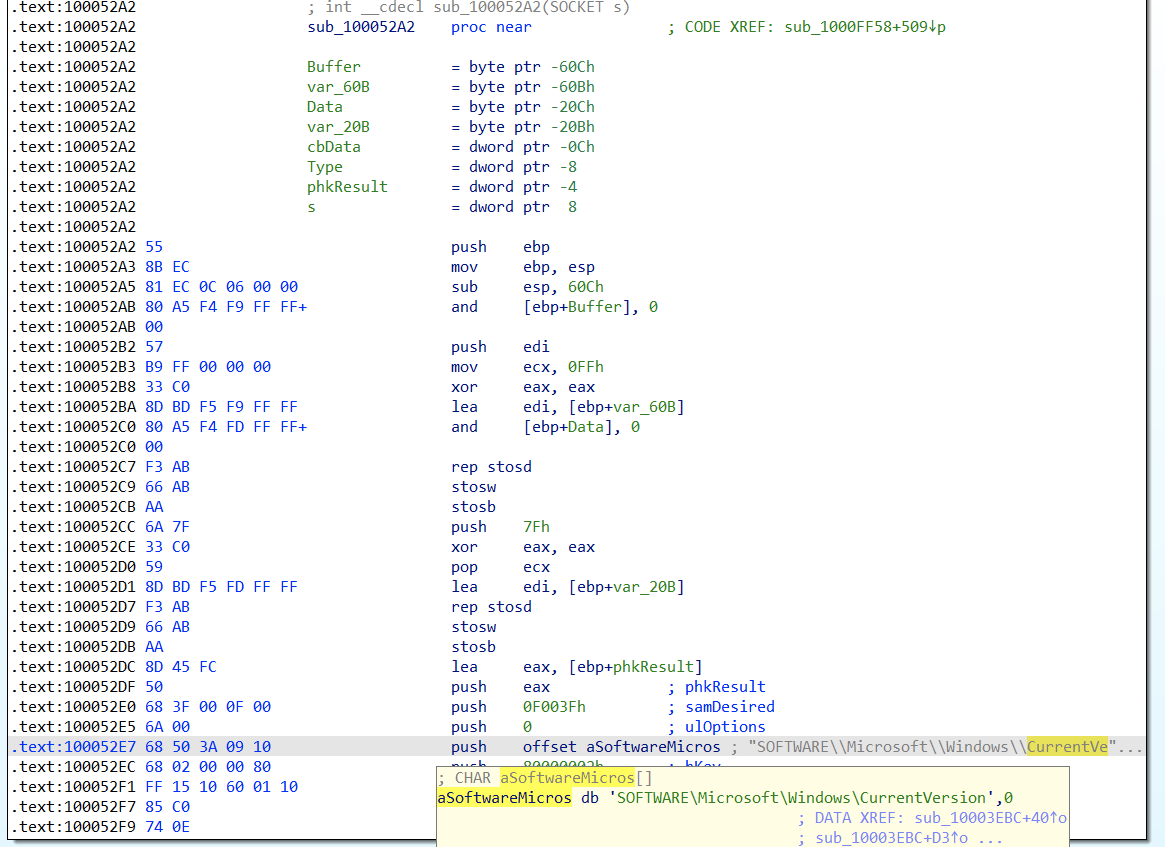 .text:100052A2 ; int __cdecl sub_100052A2(SOCKET s)
.text:100052A2 sub_100052A2 proc near ; CODE XREF: sub_1000FF58+509↓p
.text:100052A2
.text:100052A2 Buffer = byte ptr -60Ch
.text:100052A2 var_60B = byte ptr -60Bh
.text:100052A2 Data = byte ptr -20Ch
.text:100052A2 var_20B = byte ptr -20Bh
.text:100052A2 cbData = dword ptr -0Ch
.text:100052A2 Type = dword ptr -8
.text:100052A2 phkResult = dword ptr -4
.text:100052A2 s = dword ptr 8
.text:100052A2
.text:100052A2 55 push ebp
.text:100052A3 8B EC mov ebp, esp
.text:100052A5 81 EC 0C 06 00 00 sub esp, 60Ch
.text:100052AB 80 A5 F4 F9 FF FF+ and [ebp+Buffer], 0
.text:100052AB 00
.text:100052B2 57 push edi
.text:100052B3 B9 FF 00 00 00 mov ecx, 0FFh
.text:100052B8 33 C0 xor eax, eax
.text:100052BA 8D BD F5 F9 FF FF lea edi, [ebp+var_60B]
.text:100052C0 80 A5 F4 FD FF FF+ and [ebp+Data], 0
.text:100052C0 00
.text:100052C7 F3 AB rep stosd
.text:100052C9 66 AB stosw
.text:100052CB AA stosb
.text:100052CC 6A 7F push 7Fh
.text:100052CE 33 C0 xor eax, eax
.text:100052D0 59 pop ecx
.text:100052D1 8D BD F5 FD FF FF lea edi, [ebp+var_20B]
.text:100052D7 F3 AB rep stosd
.text:100052D9 66 AB stosw
.text:100052DB AA stosb
.text:100052DC 8D 45 FC lea eax, [ebp+phkResult]
.text:100052DF 50 push eax ; phkResult
.text:100052E0 68 3F 00 0F 00 push 0F003Fh ; samDesired
.text:100052E5 6A 00 push 0 ; ulOptions
.text:100052E7 68 50 3A 09 10 push offset aSoftwareMicros ; "SOFTWARE\\Microsoft\\Windows\\CurrentVe"...
.text:100052EC 68 02 00 00 80 push 80000002h ; hKey
.text:100052F1 FF 15 10 60 01 10
.text:100052F7 85 C0
.text:100052F9 74 0E
; CHAR aSoftwareMicros[]
aSoftwareMicros db 'SOFTWARE\Microsoft\Windows\CurrentVersion',0
; DATA XREF: sub_10003EBC+40↑o
; sub_10003EBC+D3↑o ...